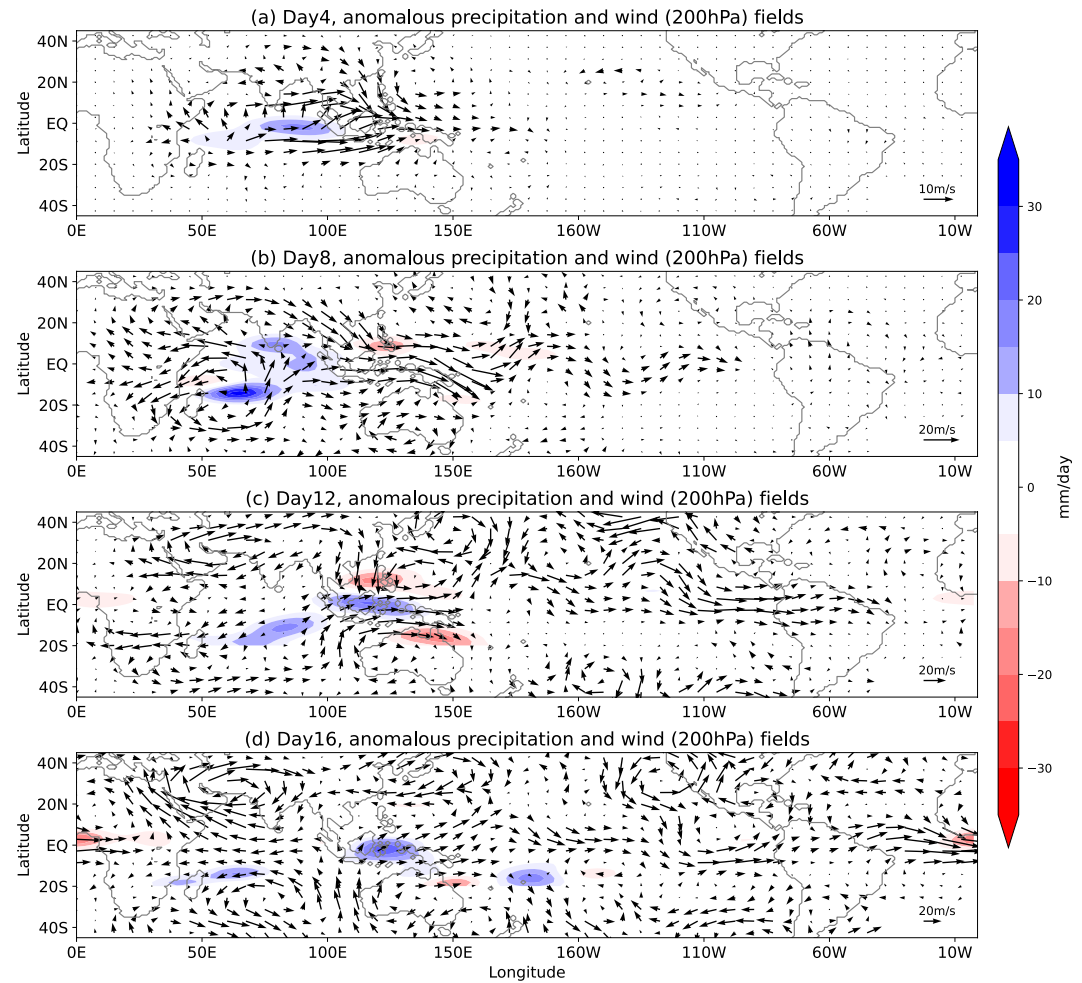 (a) Day4, anomalous precipitation and wind (200hPa) fields
40N
20N
EQ
20S
40S
Latitude
10m/s
0E 50E 100E 150E 160W 110W 60W 10W
(b) Day8, anomalous precipitation and wind (200hPa) fields
40N
20N
EQ
20S
40S
Latitude
20m/s
0E 50E 100E 150E 160W 110W 60W 10W
(c) Day12, anomalous precipitation and wind (200hPa) fields
40N
20N
EQ
20S
40S
Latitude
20m/s
0E 50E 100E 150E 160W 110W 60W 10W
(d) Day16, anomalous precipitation and wind (200hPa) fields
40N
20N
EQ
20S
40S
Latitude
20m/s
0E 50E 100E 150E 160W 110W 60W 10W
Longitude
30
20
10
0
−10
−20
−30
mm/day